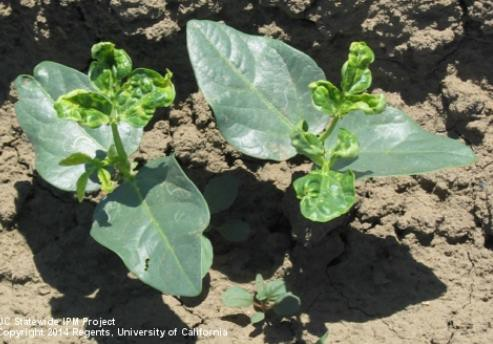 UC Statewide IPM Project
Copyright 2014 Regents, University of California